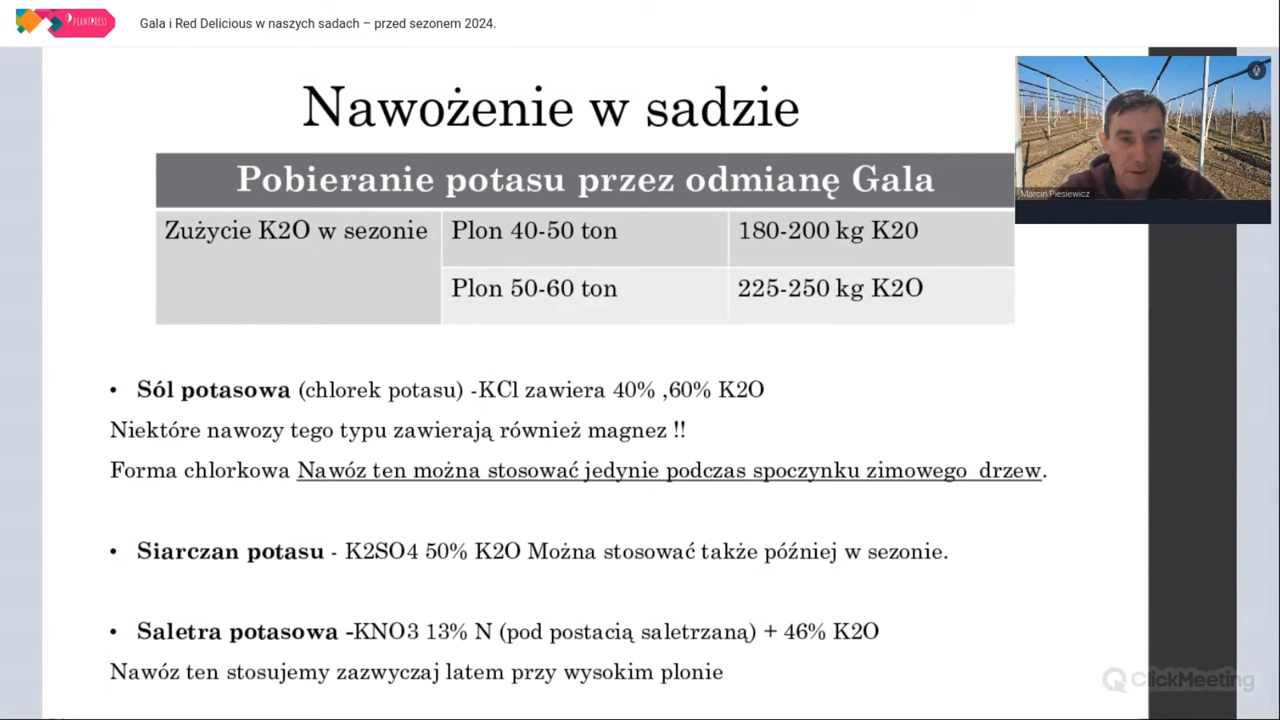 PLANTPRESS
Gala i Red Delicious w naszych sadach – przed sezonem 2024.
Nawożenie w sadzie
Pobieranie potasu przez odmianę Gala
Zużycie K2O w sezonie Plon 40-50 ton 180-200 kg K20
Plon 50-60 ton 225-250 kg K2O
Marcin Piesiewicz
• Sól potasowa (chlorek potasu) -KCl zawiera 40% ,60% K2O
Niektóre nawozy tego typu zawierają również magnez !!
Forma chlorkowa Nawóz ten można stosować jedynie podczas spoczynku zimowego drzew.
• Siarczan potasu - K2SO4 50% K2O Można stosować także później w sezonie.
• Saletra potasowa -KNO3 13% N (pod postacią saletrzaną) + 46% K2O
Nawóz ten stosujemy zazwyczaj latem przy wysokim plonie
ClickMeeting